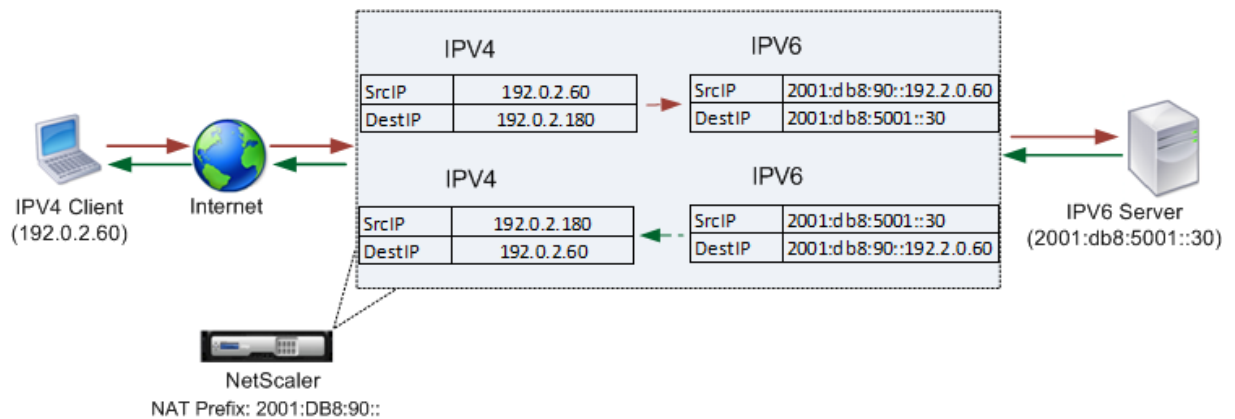 IPV4 IPV6
SrcIP 192.0.2.60 SrcIP 2001:db8:90::192.2.0.60
DestIP 192.0.2.180 DestIP 2001:db8:5001::30
IPV4 IPV6
SrcIP 192.0.2.180 SrcIP 2001:db8:5001::30
DestIP 192.0.2.60 DestIP 2001:db8:90::192.2.0.60
IPV4 Client
(192.0.2.60)
Internet
IPV6 Server
(2001:db8:5001::30)
NetScaler
NAT Prefix: 2001:DB8:90::